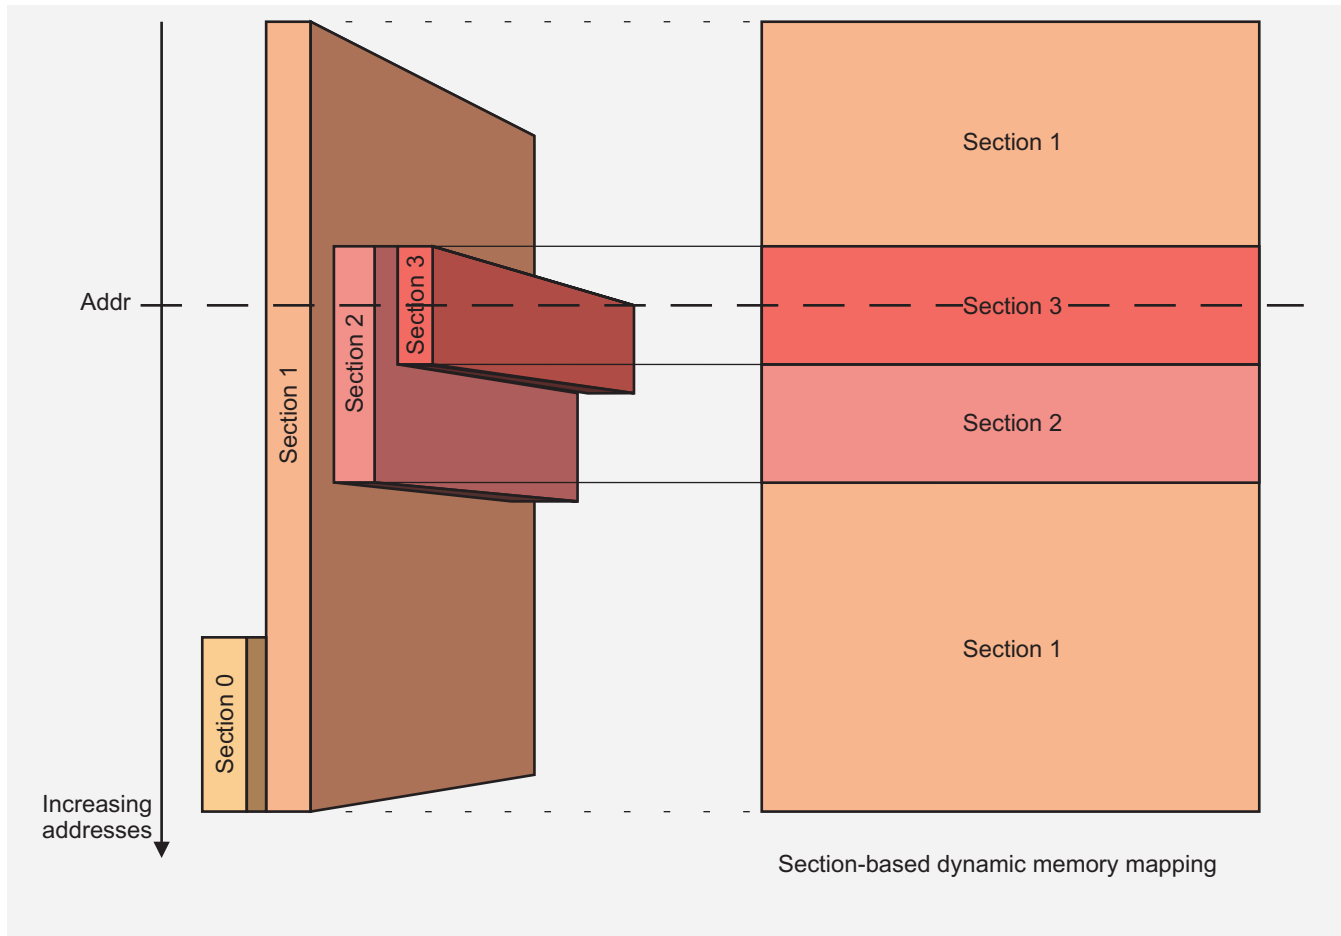 Section 1
Section 3
Section 3
Addr
Section 2
Section 1
Section 2
Section 1
Section 0
Increasing
addresses
Section-based dynamic memory mapping